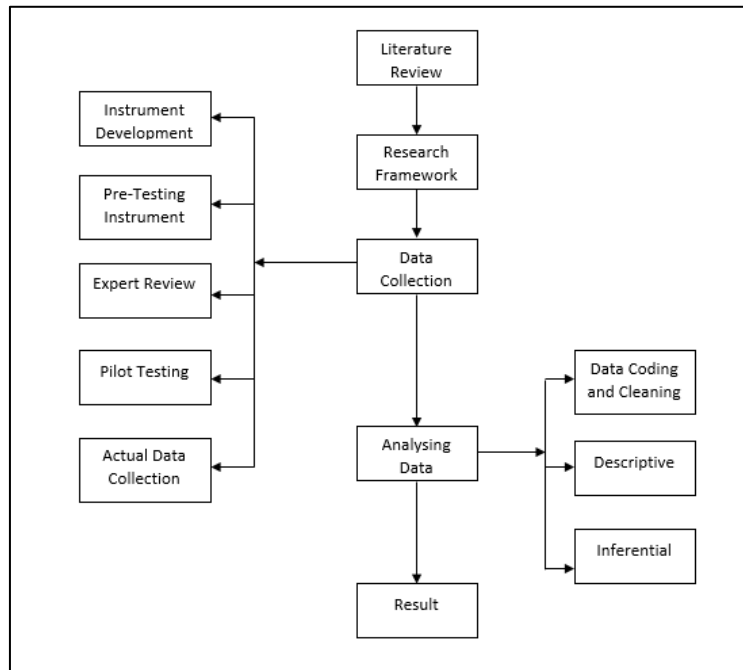 Literature
Review
Research
Framework
Data
Collection
Instrument
Development
Pre-Testing
Instrument
Expert Review
Pilot Testing
Actual Data
Collection
Analysing
Data
Data Coding
and Cleaning
Descriptive
Inferential
Result